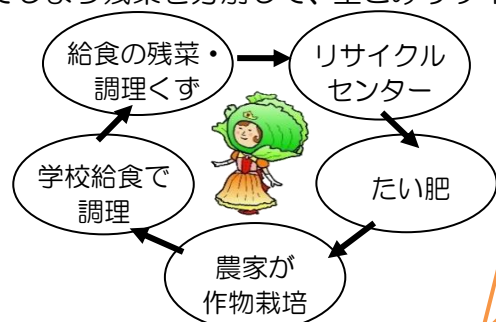 給食の残菜・
調理くず
リサイクル
センター
たい肥
農家が
作物栽培
学校給食で
調理